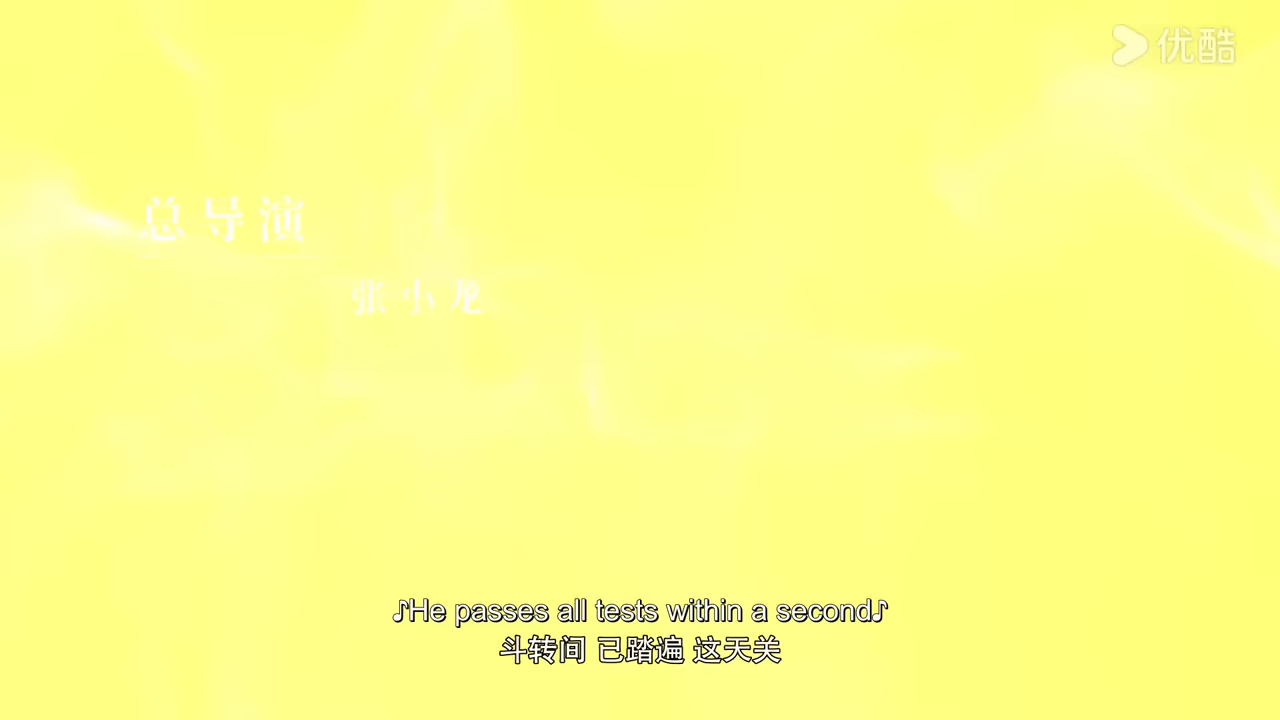 优酷
总导演
张小龙
♪He passes all tests within a second♪
斗转间 已踏遍 这天关